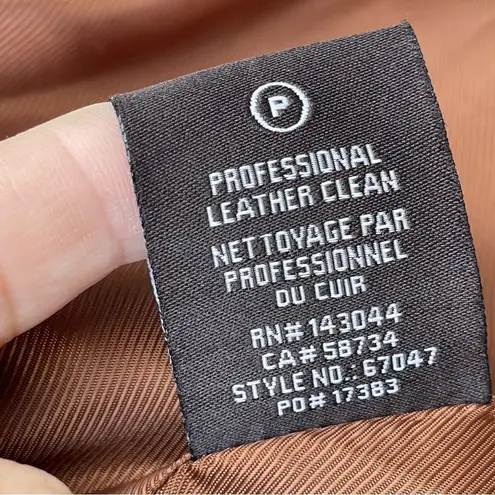 P
PROFESSIONAL
LEATHER CLEAN
NETTOYAGE PAR
PROFESSIONNEL
DU CUIR
RN# 143044
CA# 58734
STYLE NO.: 67047
PO# 17383